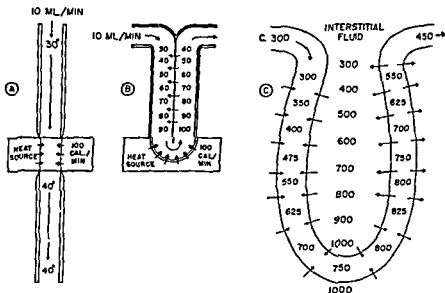 10 ML/MIN
30°
A
HEAT SOURCE
100 CAL./MIN
40°
40°
10 ML/MIN
B
30 40
40 50
50 60
60 70
70 80
80 90
90 100
HEAT SOURCE
100 CAL/MIN
C. 300
INTERSTITIAL FLUID
450
C
300 300 550
350 400 625
400 500 700
475 600 750
550 700 800
625 800 825
900
700 1000 800
750
1000